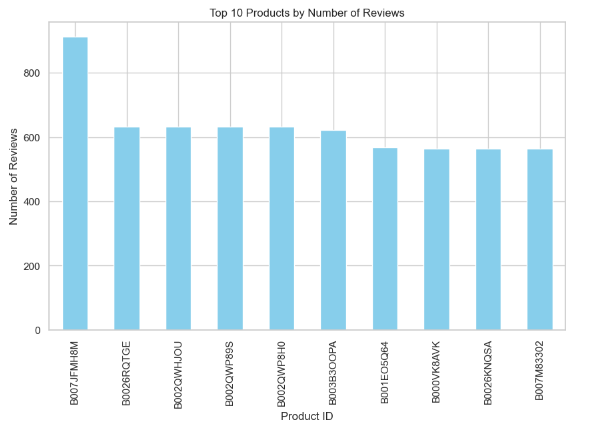 Top 10 Products by Number of Reviews
Number of Reviews
800
600
400
200
0
B007JFMH8M
B0026RQTGE
B002QWHJOU
B002QWP89S
B002QWP8H0
B003B3OOPA
B001EO5Q64
B000VK8AVK
B0026KNQSA
B007M83302
Product ID